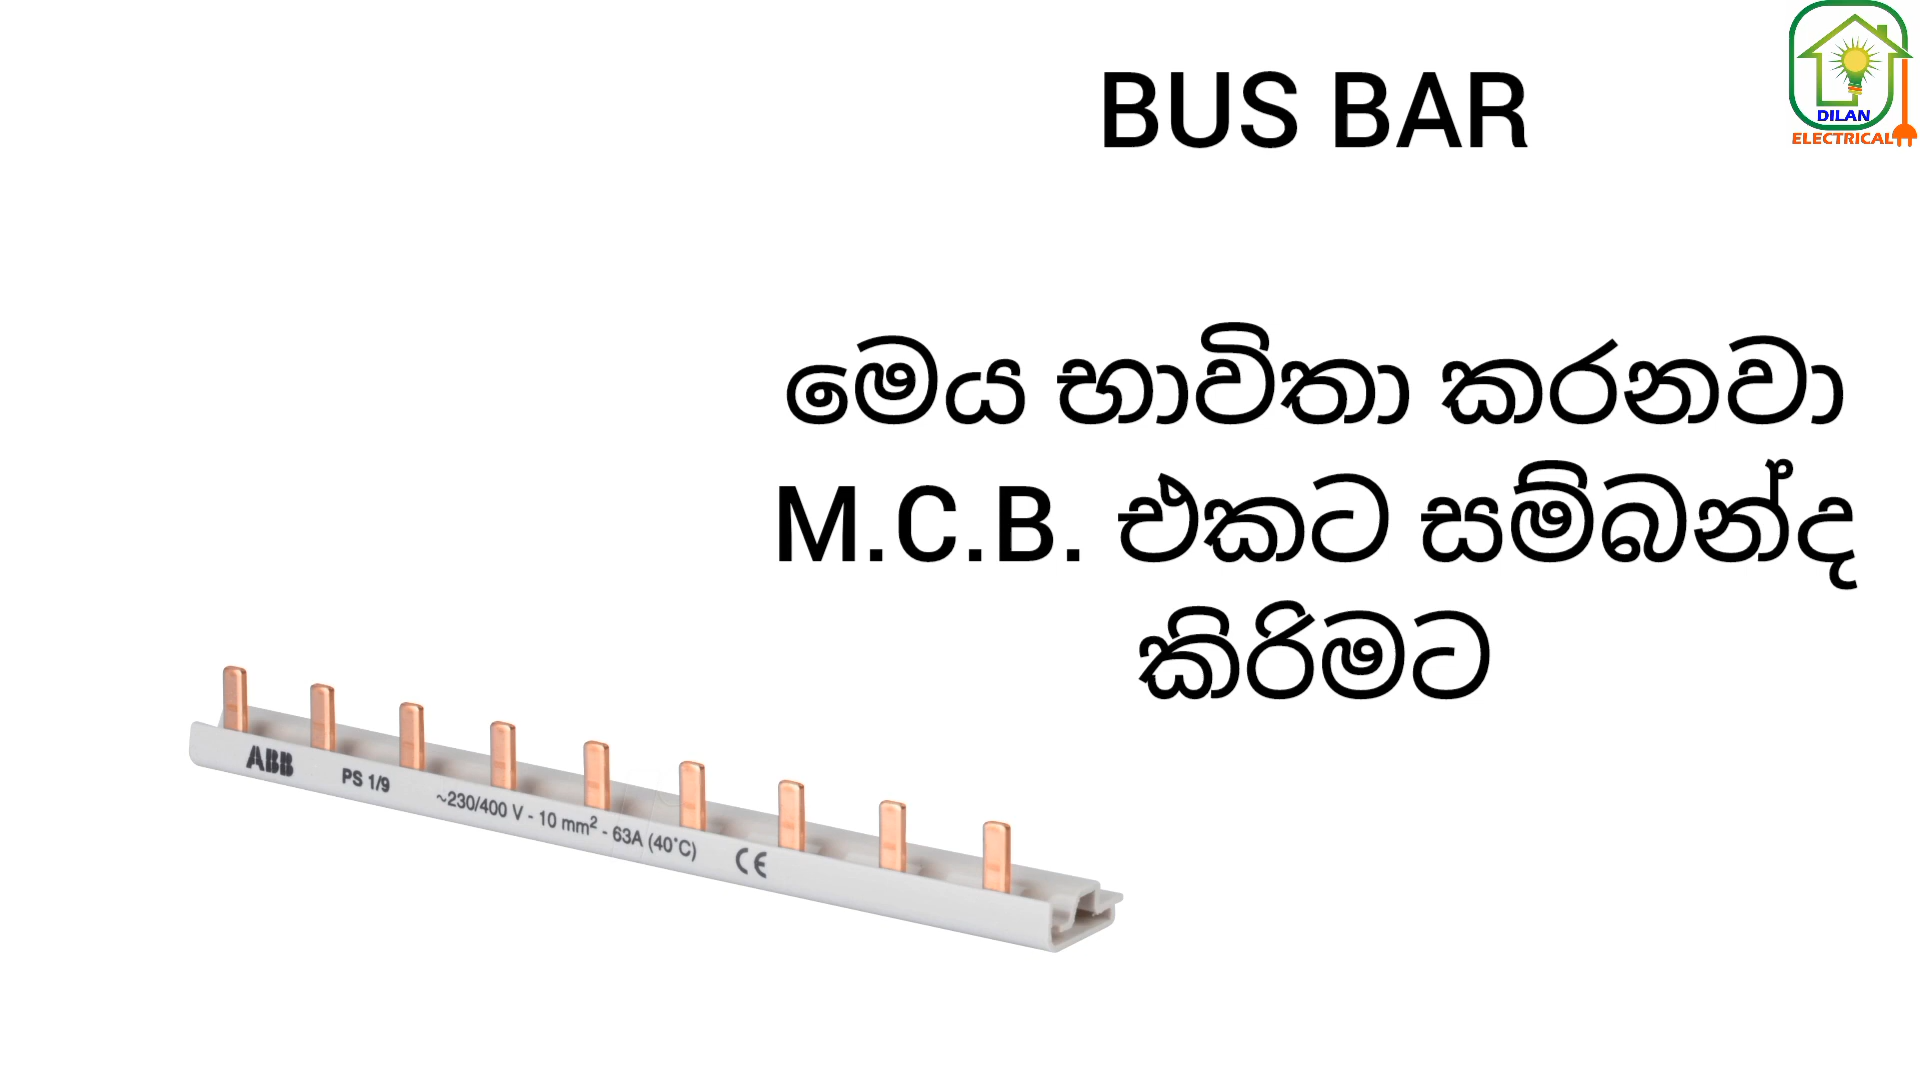 BUS BAR
DILAN
ELECTRICAL
මෙය භාවිතා කරනවා
M.C.B. එකට සම්බන්ද
කිරිමට
ABB PS 1/9 ~230/400 V - 10 mm² - 63A (40°C) CE